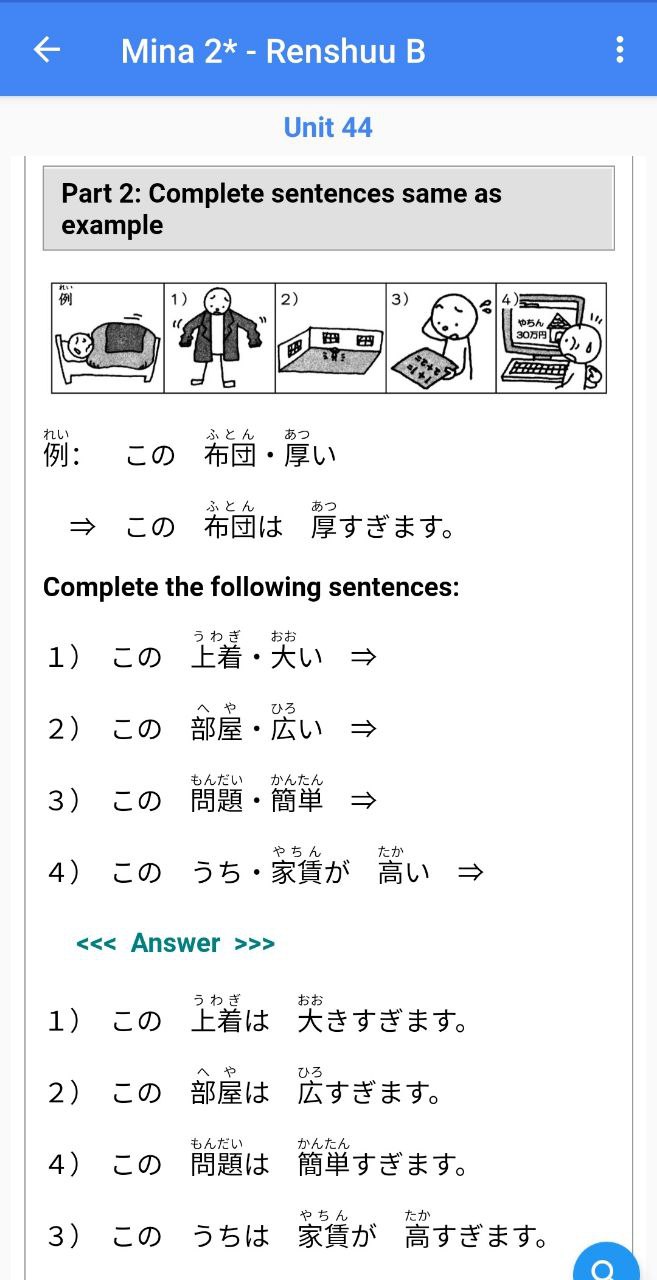 Mina 2* - Renshuu B
Unit 44
Part 2: Complete sentences same as
example
れい
例 1) 2) 3) 4)
やちん
30万円
れい ふとん あつ
例： この 布団・厚い
ふとん あつ
⇒ この 布団は 厚すぎます。
Complete the following sentences:
うわぎ おお
1） この 上着・大い ⇒
へや ひろ
2） この 部屋・広い ⇒
もんだい かんたん
3） この 問題・簡単 ⇒
やちん たか
4） この うち・家賃が 高い ⇒
<<< Answer >>>
うわぎ おお
1） この 上着は 大きすぎます。
へや ひろ
2） この 部屋は 広すぎます。
もんだい かんたん
4） この 問題は 簡単すぎます。
やちん たか
3） この うちは 家賃が 高すぎます。